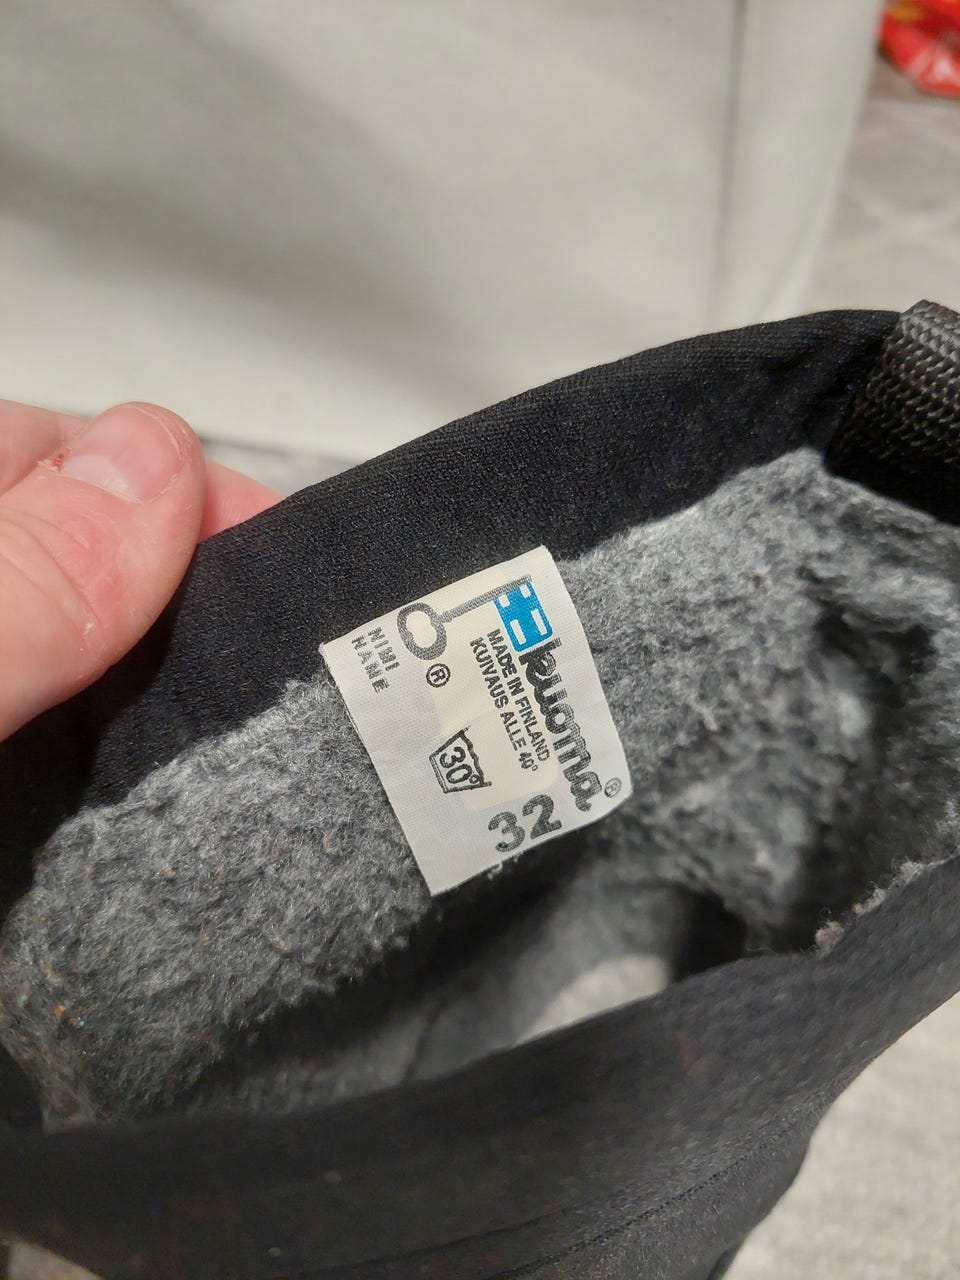 kuoma®
MADE IN FINLAND
KUIVAUS ALLE 40°
®
NIMI
NAME
30°
32